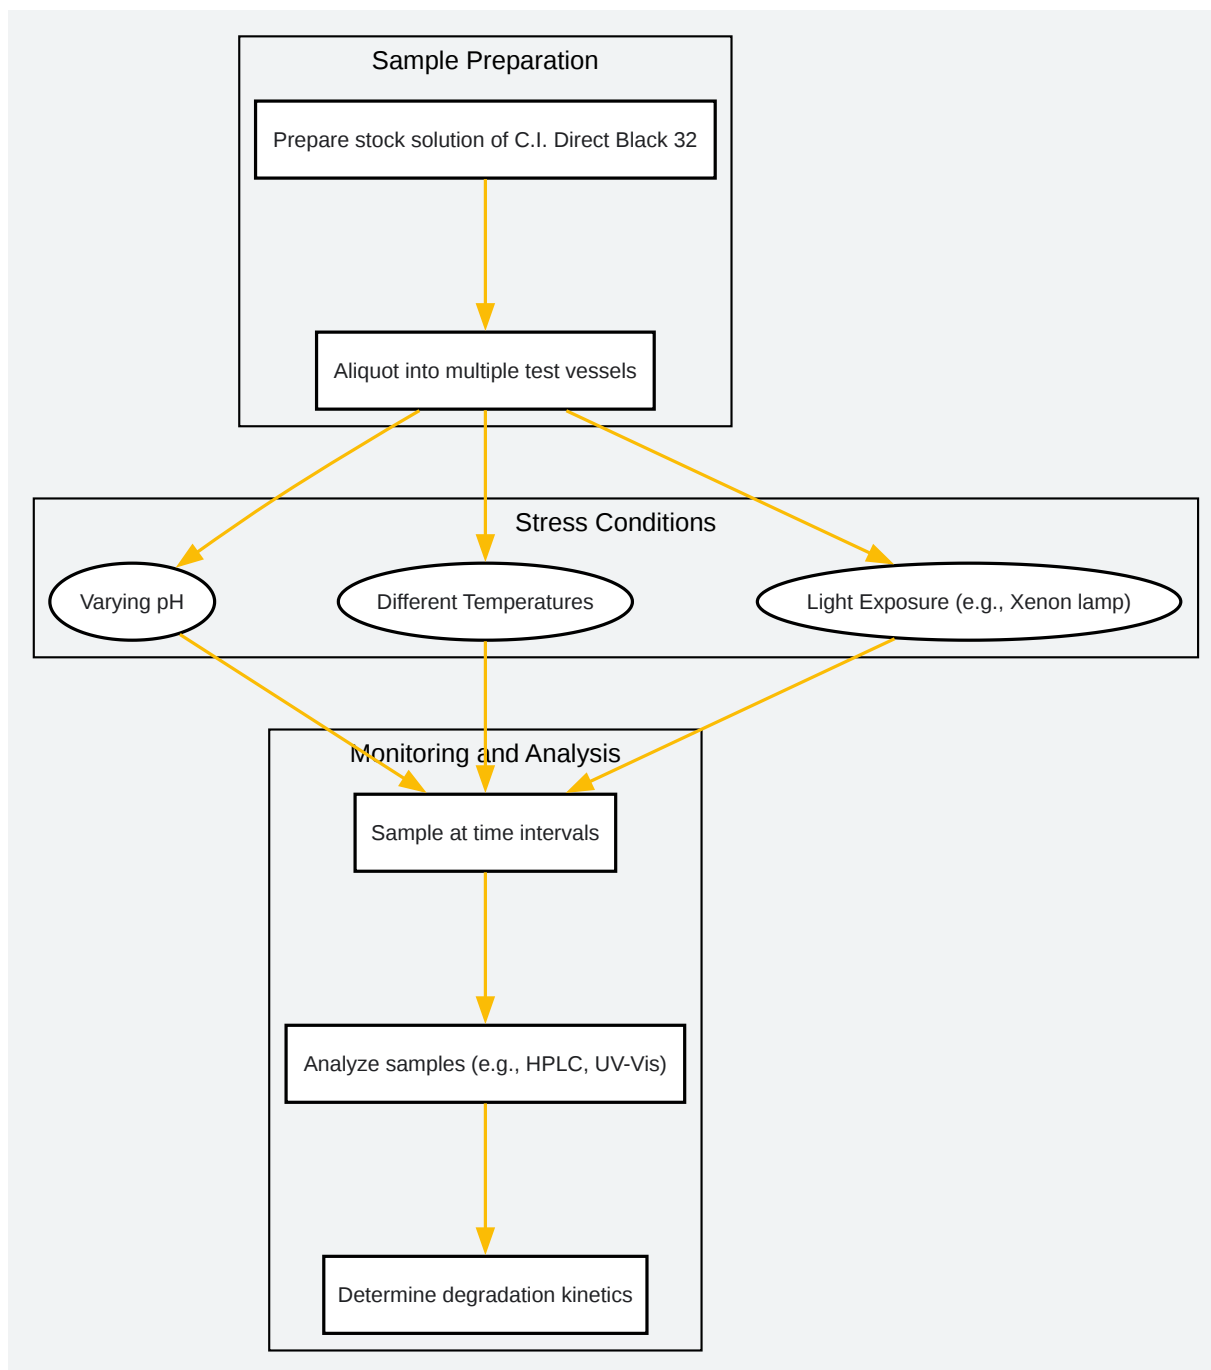 Sample Preparation
Prepare stock solution of C.I. Direct Black 32
Aliquot into multiple test vessels
Stress Conditions
Varying pH
Different Temperatures
Light Exposure (e.g., Xenon lamp)
Monitoring and Analysis
Sample at time intervals
Analyze samples (e.g., HPLC, UV-Vis)
Determine degradation kinetics